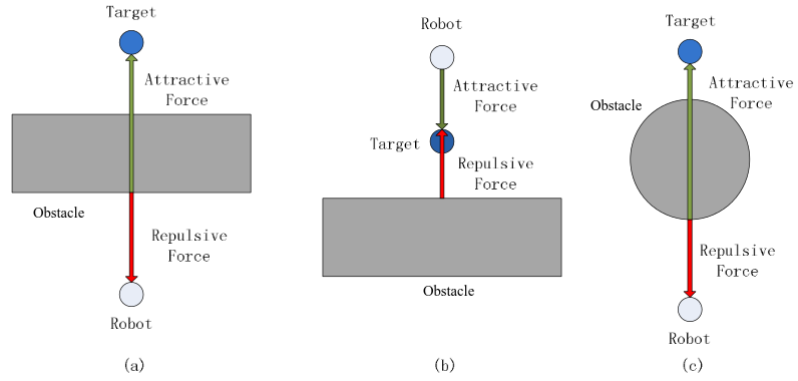 Target
Attractive
Force
Obstacle
Repulsive
Force
Robot
(a)
Robot
Attractive
Force
Target
Repulsive
Force
Obstacle
(b)
Target
Attractive
Force
Obstacle
Repulsive
Force
Robot
(c)